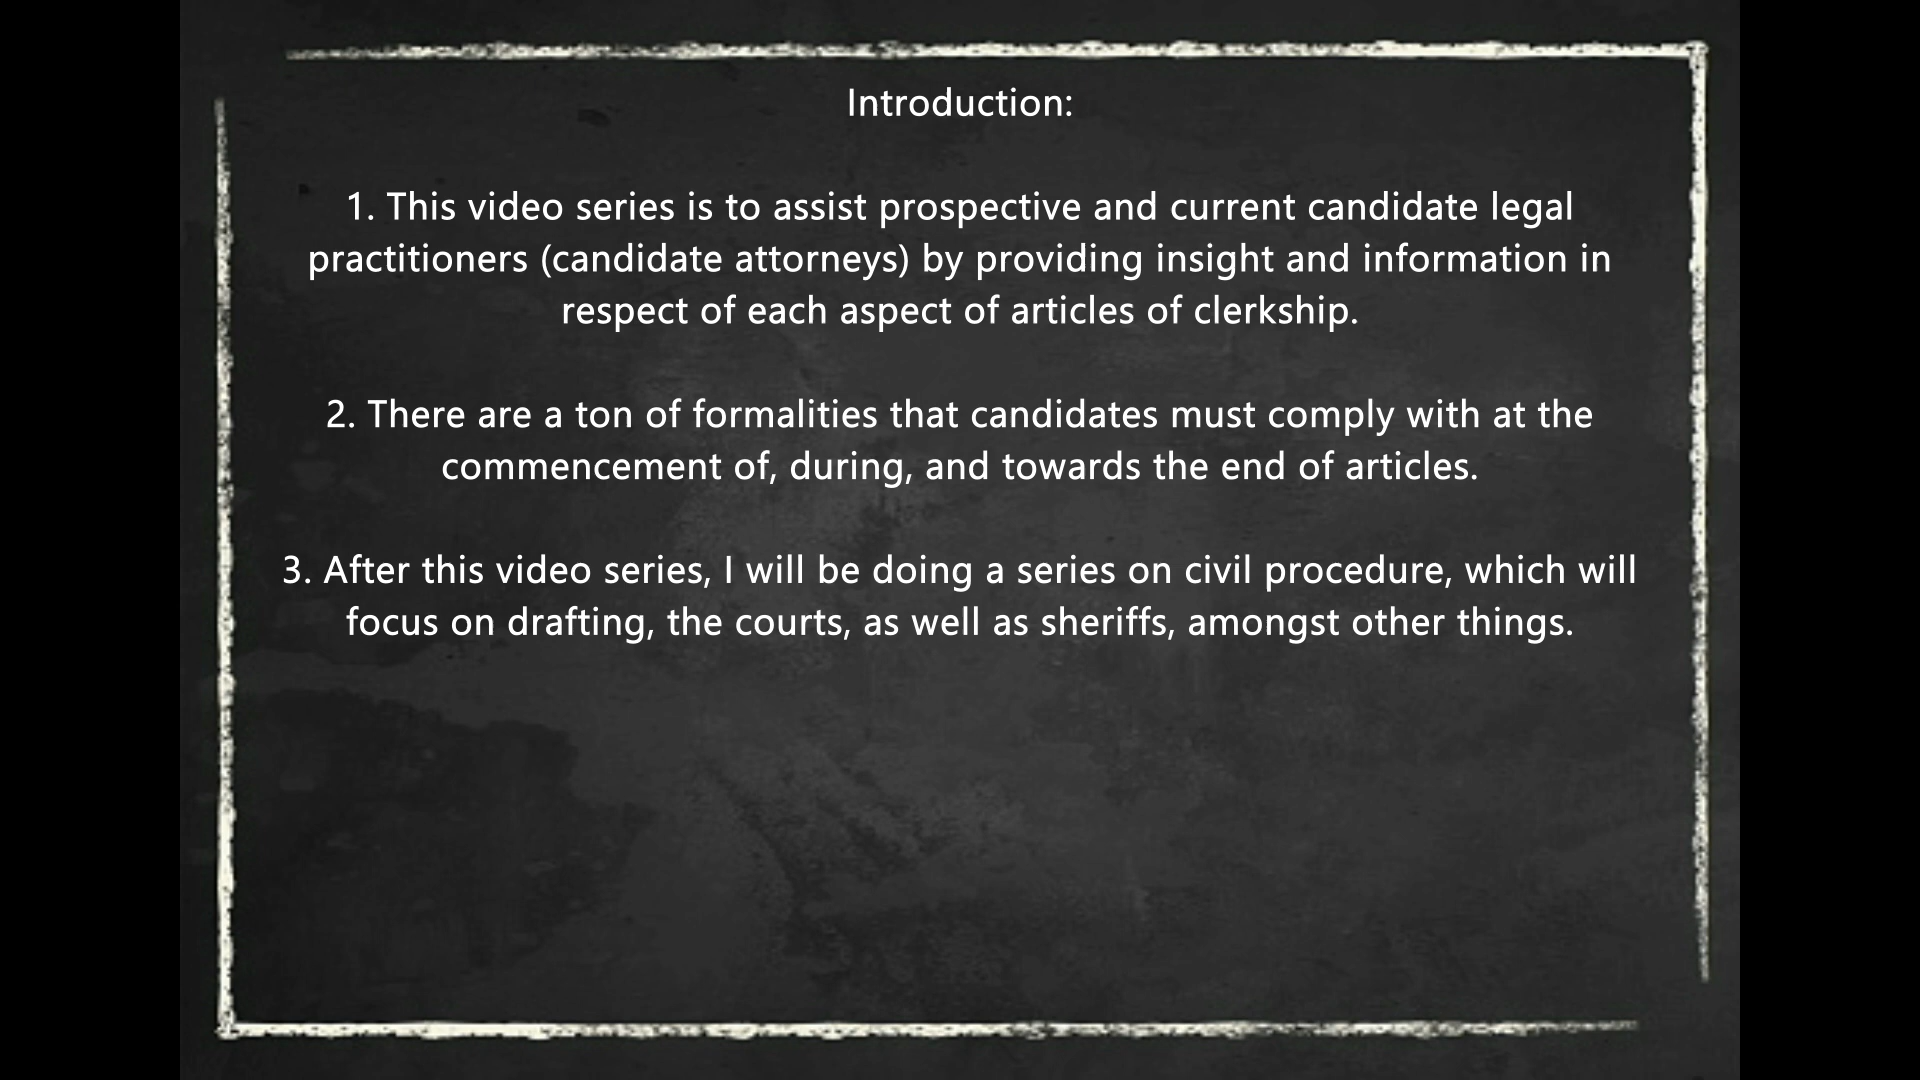 Introduction:
1. This video series is to assist prospective and current candidate legal
practitioners (candidate attorneys) by providing insight and information in
respect of each aspect of articles of clerkship.
2. There are a ton of formalities that candidates must comply with at the
commencement of, during, and towards the end of articles.
3. After this video series, I will be doing a series on civil procedure, which will
focus on drafting, the courts, as well as sheriffs, amongst other things.